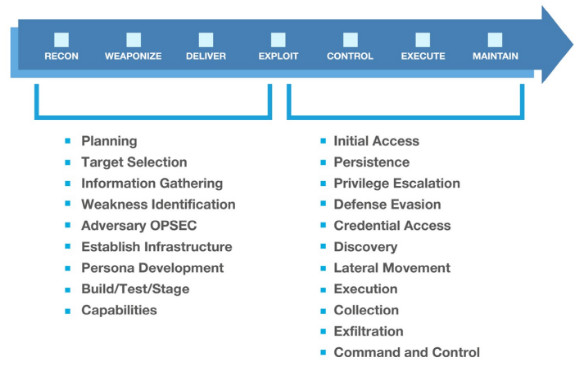 RECON WEAPONIZE DELIVER EXPLOIT CONTROL EXECUTE MAINTAIN
Planning
Target Selection
Information Gathering
Weakness Identification
Adversary OPSEC
Establish Infrastructure
Persona Development
Build/Test/Stage
Capabilities
Initial Access
Persistence
Privilege Escalation
Defense Evasion
Credential Access
Discovery
Lateral Movement
Execution
Collection
Exfiltration
Command and Control